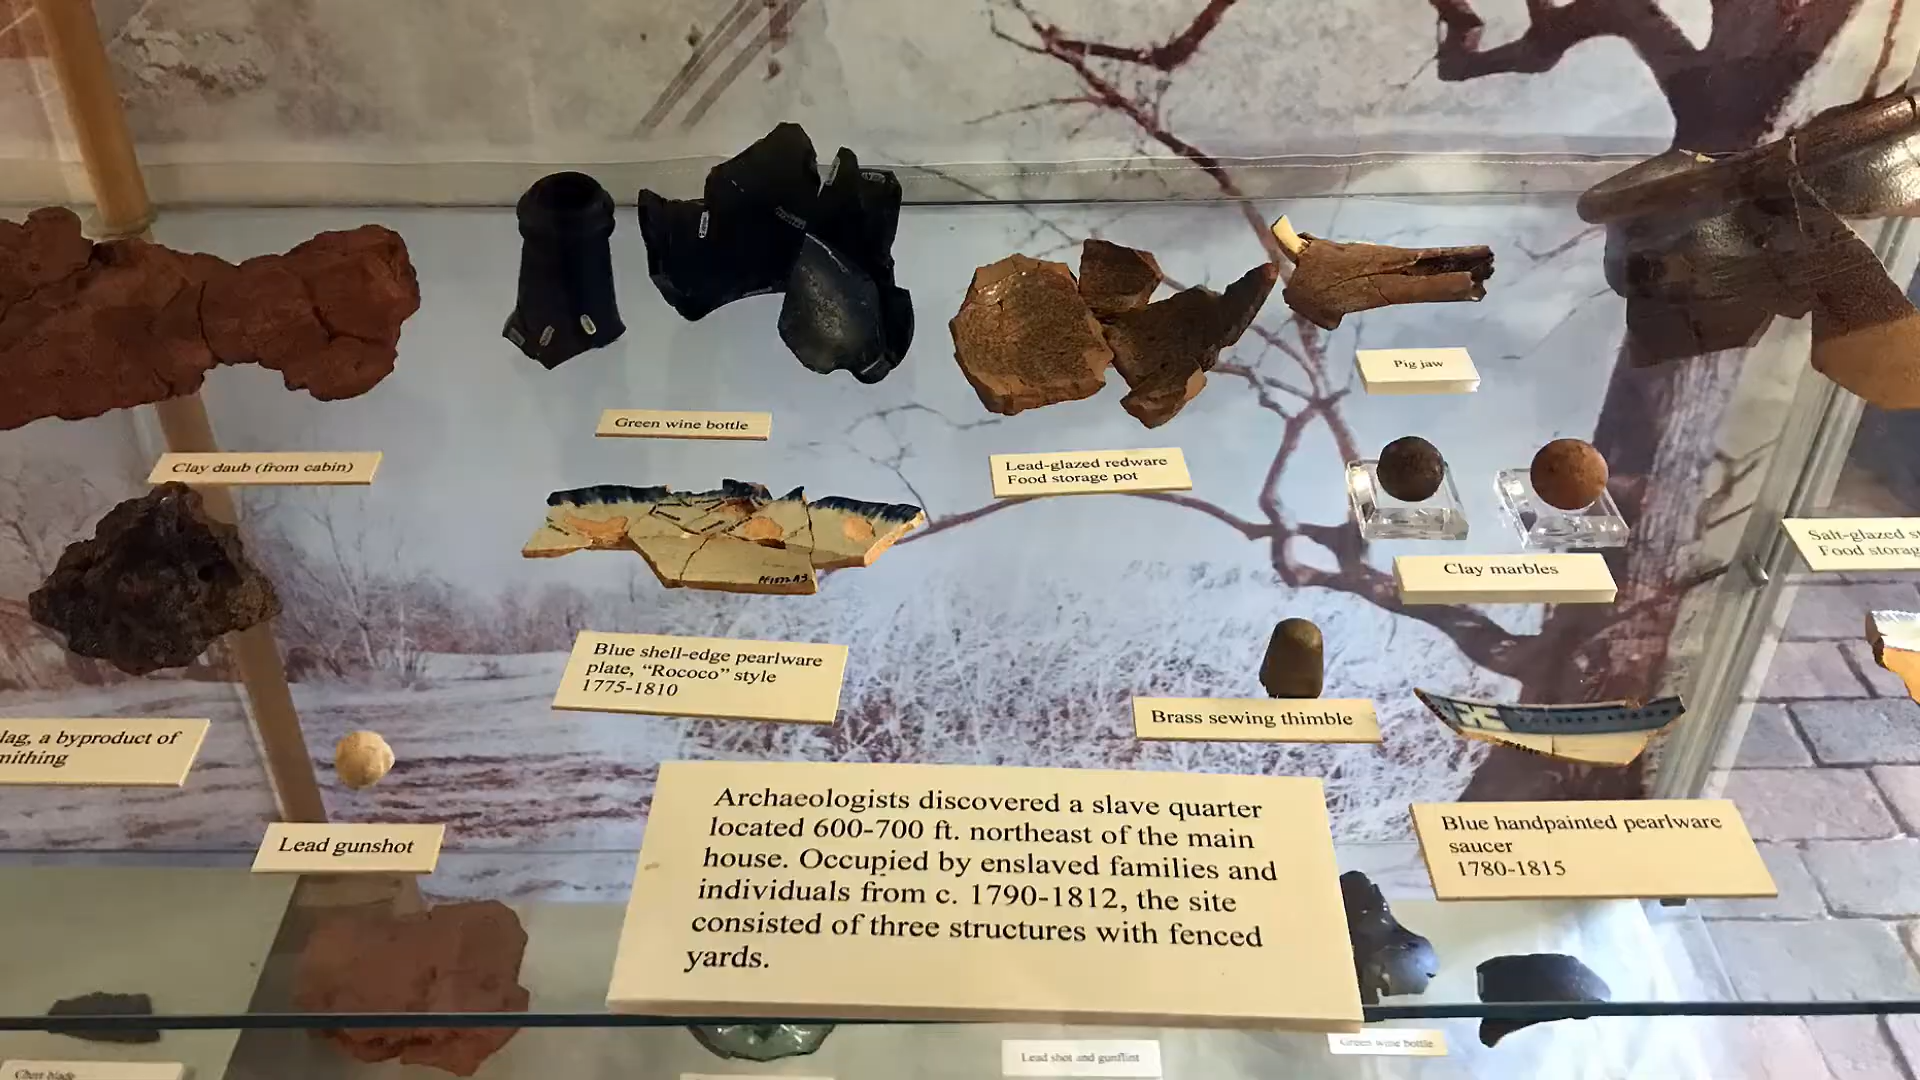 Pig jaw
Green wine bottle
Clay daub (from cabin)
Lead-glazed redware
Food storage pot
Salt-glazed
Food
Clay marbles
Blue shell-edge pearlware
plate, “Rococo” style
1775-1810
Brass sewing thimble
a byproduct of
Lead gunshot
Archaeologists discovered a slave quarter
located 600-700 ft. northeast of the main
house. Occupied by enslaved families and
individuals from c. 1790-1812, the site
consisted of three structures with fenced
yards.
Blue handpainted pearlware
saucer
1780-1815
Green wine bottle
Lead shot and gunflint
Chert blade